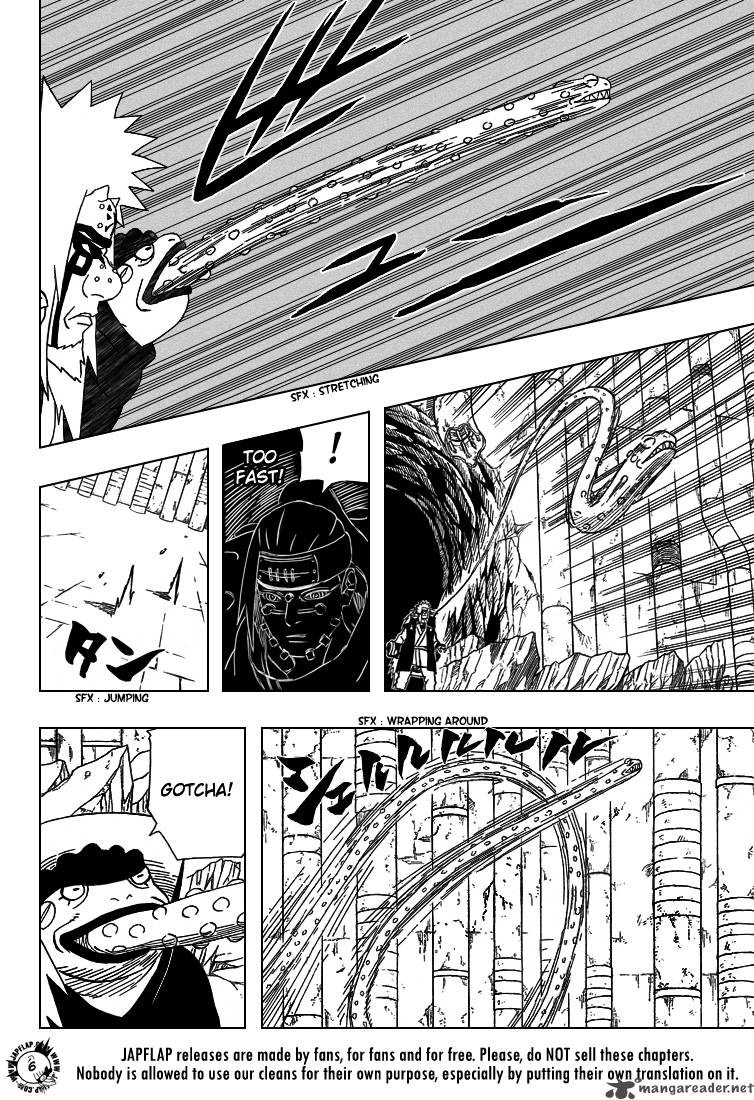 ユー
SFX : STRETCHING
!
TOO
FAST!
タン
SFX : JUMPING
SFX : WRAPPING AROUND
シュルルルルルル
GOTCHA!
6
JAPFLAP releases are made by fans, for fans and for free. Please, do NOT sell these chapters.
Nobody is allowed to use our cleans for their own purpose, especially by putting their own translation on it.
mangareader.net